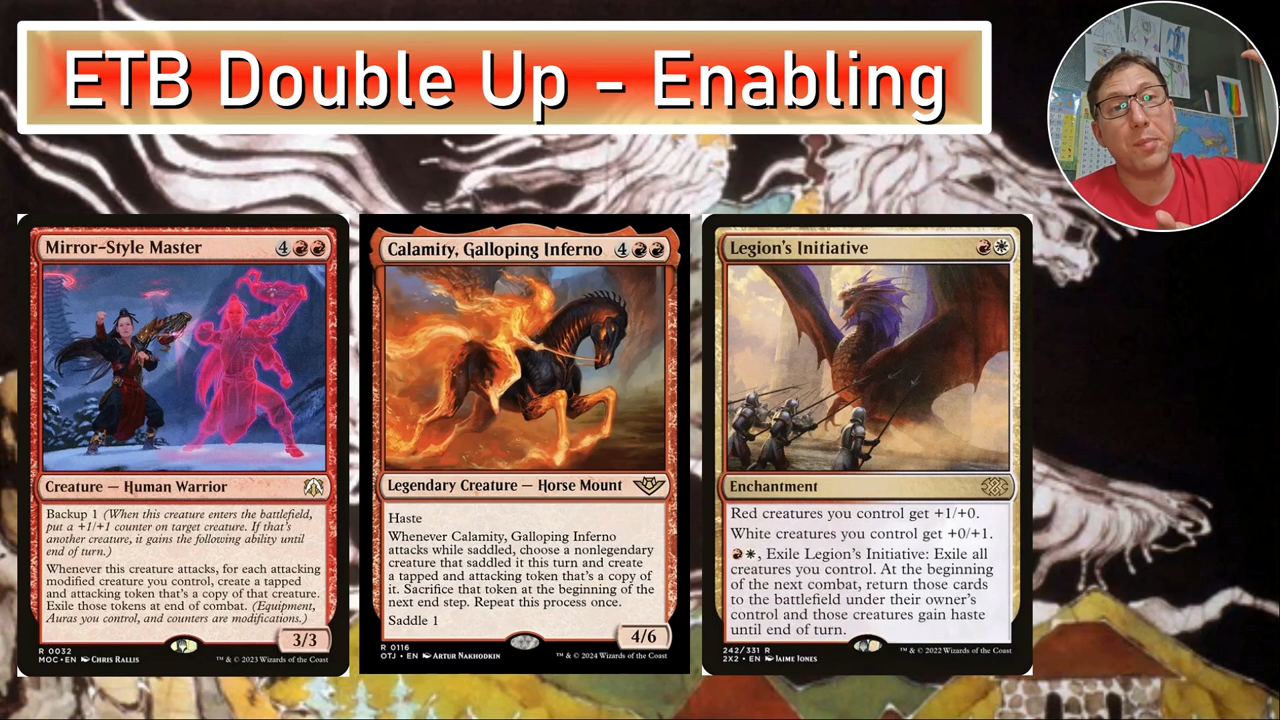 ETB Double Up - Enabling
Mirror-Style Master 4
Creature — Human Warrior
Backup 1 (When this creature enters the battlefield,
put a +1/+1 counter on target creature. If that's
another creature, it gains the following ability until
end of turn.)
Whenever this creature attacks, for each attacking
modified creature you control, create a tapped
and attacking token that's a copy of that creature.
Exile those tokens at end of combat. (Equipment,
Auras you control, and counters are modifications.)
3/3
R 0032
MOC • EN CHRIS RALLIS
™ & © 2023 Wizards of the Coast
Calamity, Galloping Inferno 4
Legendary Creature — Horse Mount
Haste
Whenever Calamity, Galloping Inferno
attacks while saddled, choose a nonlegendary
creature that saddled it this turn and create
a tapped and attacking token that's a copy of
it. Sacrifice that token at the beginning of the
next end step. Repeat this process once.
Saddle 1
4/6
R 0116
OTJ • EN ARTUR NAKHODKIN
™ & © 2024 Wizards of the Coast
Legion's Initiative
Enchantment
Red creatures you control get +1/+0.
White creatures you control get +0/+1.
, Exile Legion's Initiative: Exile all
creatures you control. At the beginning
of the next combat, return those cards
to the battlefield under their owner's
control and those creatures gain haste
until end of turn.
242/331 R
2X2 • EN JAIME JONES
™ & © 2022 Wizards of the Coast